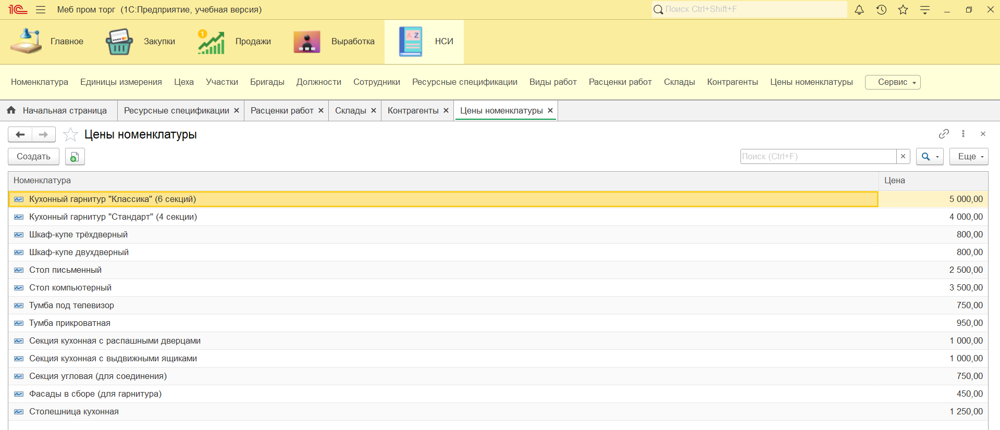 1С Меб пром торг (1С:Предприятие, учебная версия) Поиск Ctrl+Shift+F
Главное Закупки 1 Продажи Выработка A Z НСИ
Номенклатура Единицы измерения Цеха Участки Бригады Должности Сотрудники Ресурсные спецификации Виды работ Расценки работ Склады Контрагенты Цены номенклатуры Сервис
Начальная страница Ресурсные спецификации Расценки работ Склады Контрагенты Цены номенклатуры
Цены номенклатуры
Создать Поиск (Ctrl+F) Еще
Номенклатура Цена
Кухонный гарнитур "Классика" (6 секций) 5 000,00
Кухонный гарнитур "Стандарт" (4 секции) 4 000,00
Шкаф-купе трёхдверный 800,00
Шкаф-купе двухдверный 800,00
Стол письменный 2 500,00
Стол компьютерный 3 500,00
Тумба под телевизор 750,00
Тумба прикроватная 950,00
Секция кухонная с распашными дверцами 1 000,00
Секция кухонная с выдвижными ящиками 1 000,00
Секция угловая (для соединения) 750,00
Фасады в сборе (для гарнитура) 450,00
Столешница кухонная 1 250,00